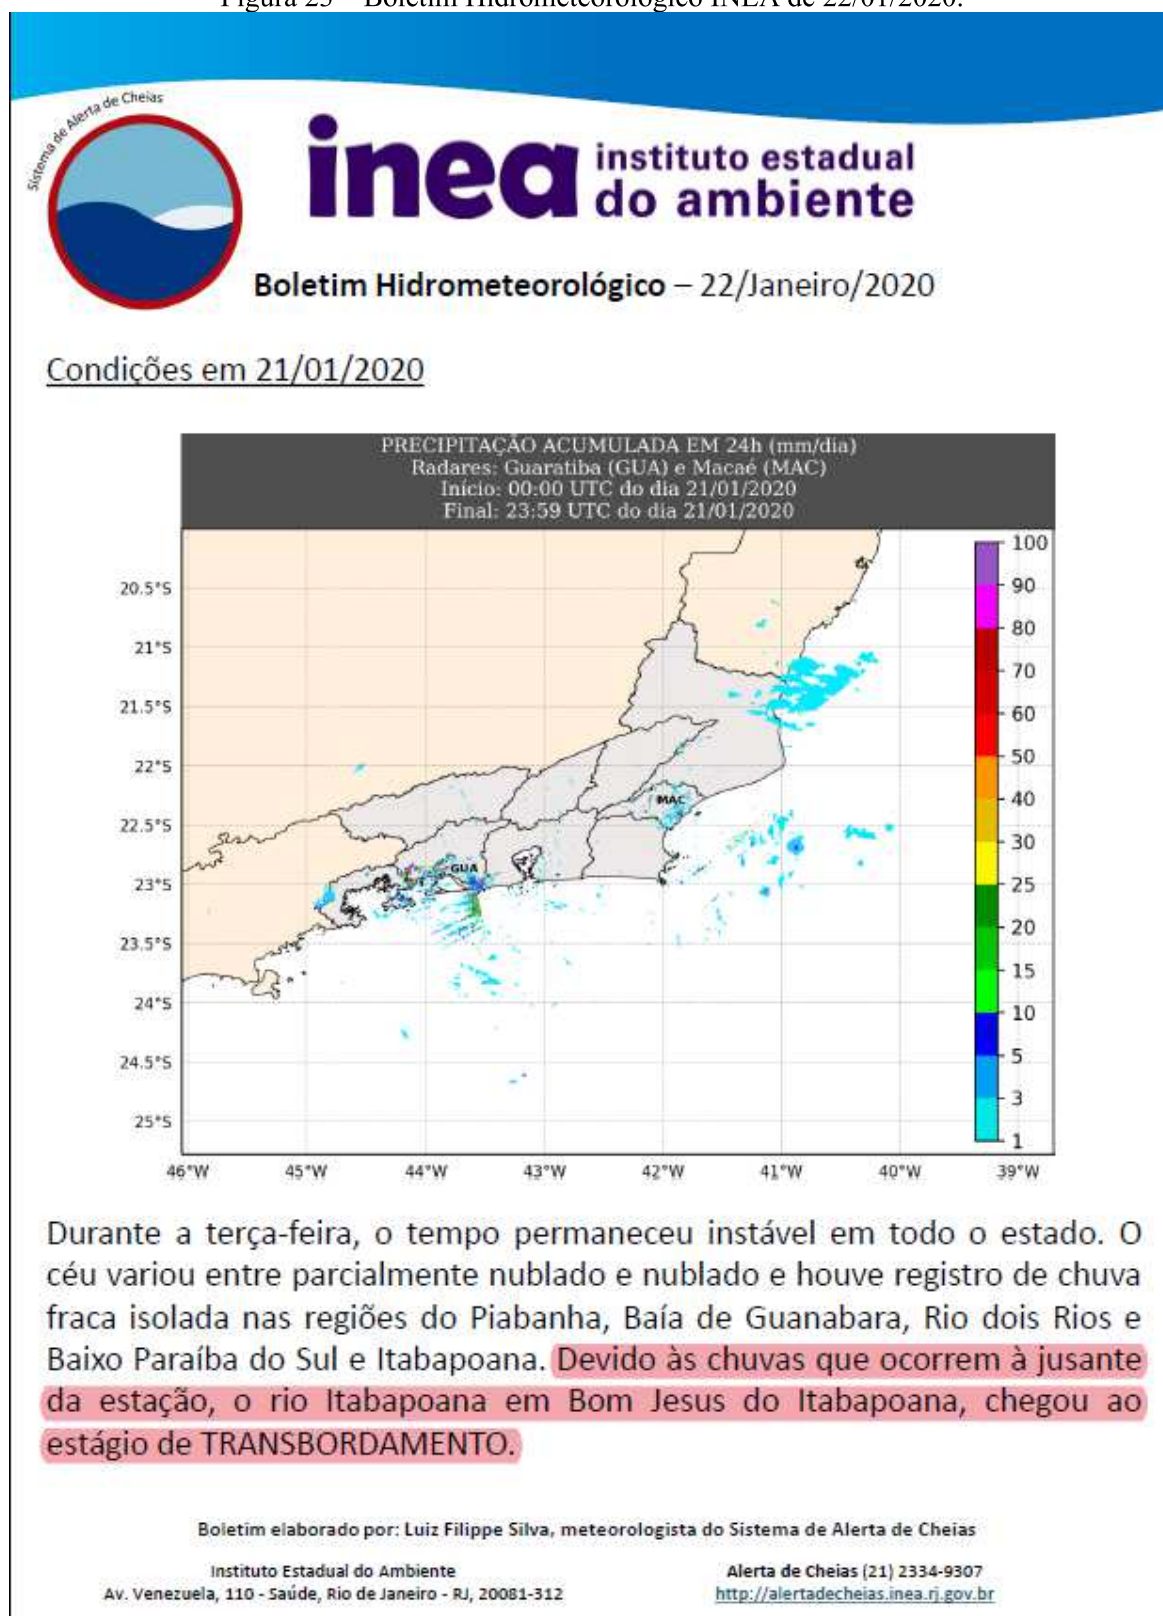 Figura 23 – Boletim Hidrometeorológico INEA de 22/01/2020.
Sistema de Alerta de Cheias
inea instituto estadual
do ambiente
Boletim Hidrometeorológico – 22/Janeiro/2020
Condições em 21/01/2020
PRECIPITAÇÃO ACUMULADA EM 24h (mm/dia)
Radares: Guaratiba (GUA) e Macaé (MAC)
Início: 00:00 UTC do dia 21/01/2020
Final: 23:59 UTC do dia 21/01/2020
20.5°S
21°S
21.5°S
22°S
22.5°S
23°S
23.5°S
24°S
24.5°S
25°S
MAC
GUA
100
90
80
70
60
50
40
30
25
20
15
10
5
3
1
46°W 45°W 44°W 43°W 42°W 41°W 40°W 39°W
Durante a terça-feira, o tempo permaneceu instável em todo o estado. O
céu variou entre parcialmente nublado e nublado e houve registro de chuva
fraca isolada nas regiões do Piabanha, Baía de Guanabara, Rio dois Rios e
Baixo Paraíba do Sul e Itabapoana. Devido às chuvas que ocorrem à jusante
da estação, o rio Itabapoana em Bom Jesus do Itabapoana, chegou ao
estágio de TRANSBORDAMENTO.
Boletim elaborado por: Luiz Filippe Silva, meteorologista do Sistema de Alerta de Cheias
Instituto Estadual do Ambiente
Av. Venezuela, 110 - Saúde, Rio de Janeiro - RJ, 20081-312
Alerta de Cheias (21) 2334-9307
http://alertadecheias.inea.rj.gov.br